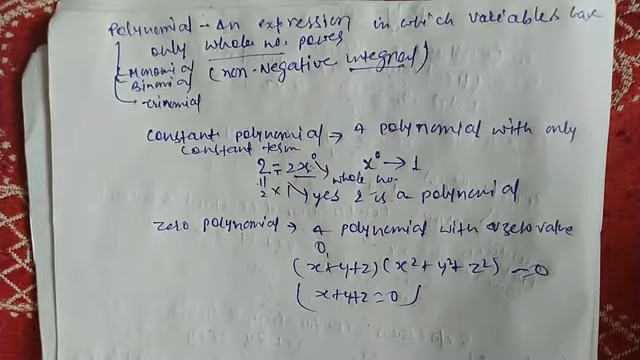 Polynomial - An expression in which variables have
only whole no. powes
Monomial (non-negative integral)
Binomial
trinomial
constant polynomial → A polynomial with only
constant term
2 = 2x⁰ x⁰ → 1
whole no.
2 × 1 yes 2 is a polynomial
zero polynomial → A polynomial with zero value
0
(x+y+z) (x²+y²+z²) = 0
(x+y+z = 0)